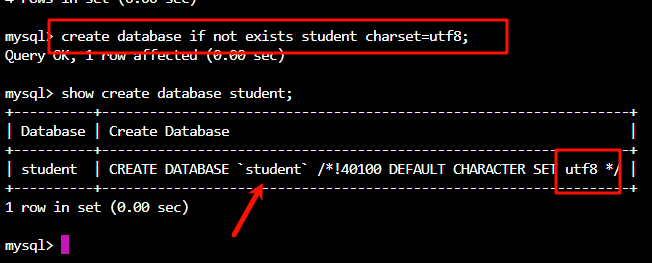 4 rows in set (0.00 sec)
mysql> create database if not exists student charset=utf8;
Query OK, 1 row affected (0.00 sec)
mysql> show create database student;
+----------+------------------------------------------------------------------+
| Database | Create Database                                                  |
+----------+------------------------------------------------------------------+
| student  | CREATE DATABASE `student` /*!40100 DEFAULT CHARACTER SET utf8 */ |
+----------+------------------------------------------------------------------+
1 row in set (0.00 sec)
mysql>